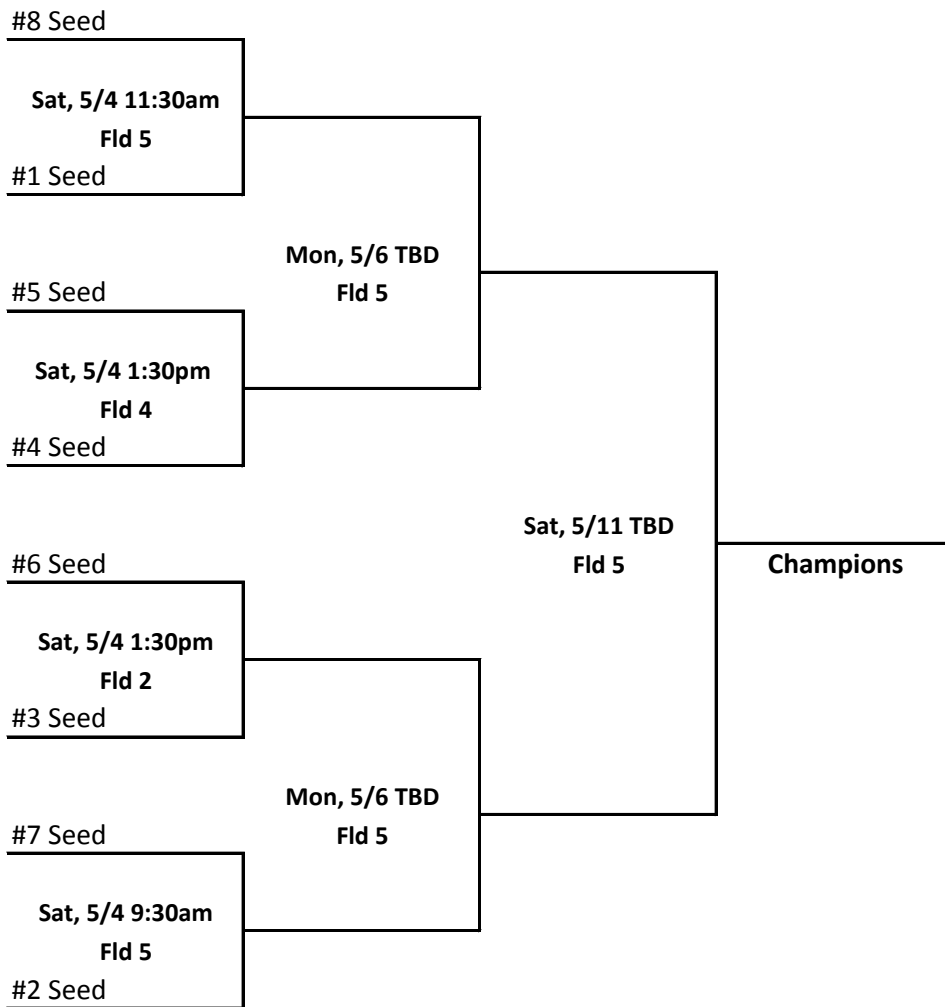 #8 Seed
Sat, 5/4 11:30am
Fld 5
#1 Seed
Mon, 5/6 TBD
Fld 5
#5 Seed
Sat, 5/4 1:30pm
Fld 4
#4 Seed
Sat, 5/11 TBD
Fld 5
Champions
#6 Seed
Sat, 5/4 1:30pm
Fld 2
#3 Seed
Mon, 5/6 TBD
Fld 5
#7 Seed
Sat, 5/4 9:30am
Fld 5
#2 Seed